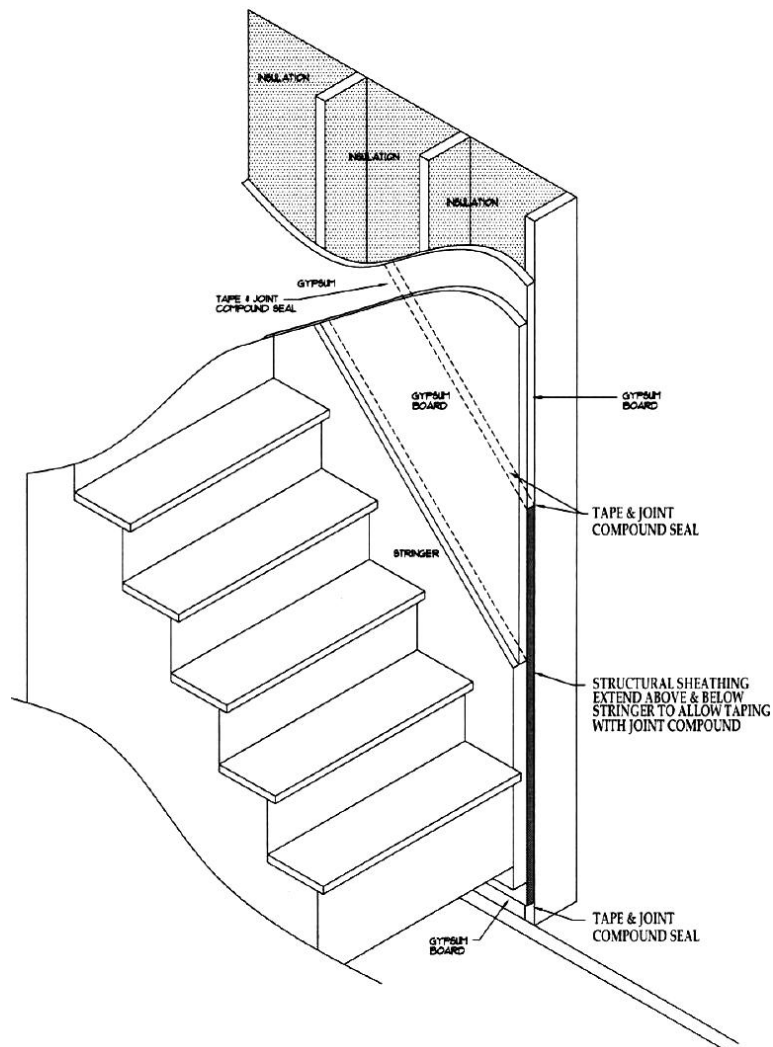 INSULATION
INSULATION
INSULATION
GYPSUM
TAPE & JOINT
COMPOUND SEAL
GYPSUM
BOARD
GYPSUM
BOARD
TAPE & JOINT
COMPOUND SEAL
STRINGER
STRUCTURAL SHEATHING
EXTEND ABOVE & BELOW
STRINGER TO ALLOW TAPING
WITH JOINT COMPOUND
TAPE & JOINT
COMPOUND SEAL
GYPSUM
BOARD